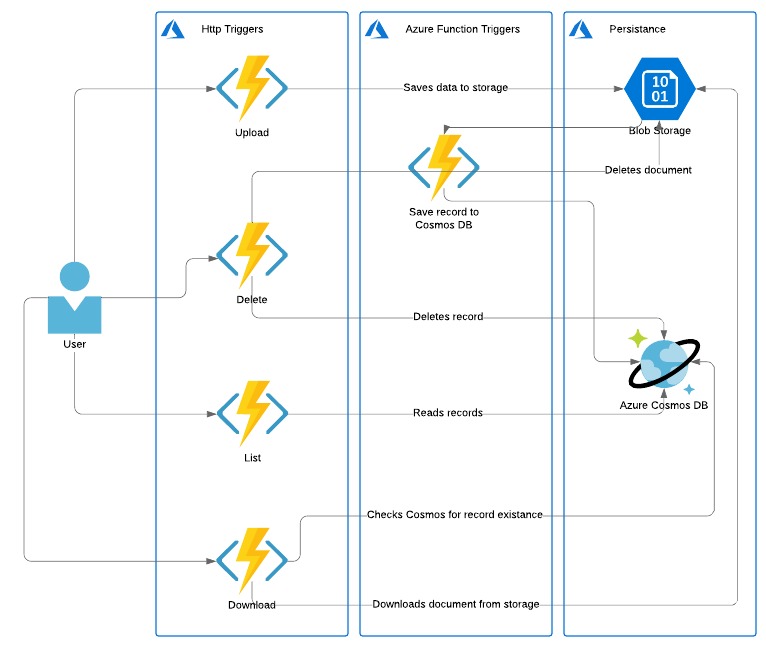 Http Triggers
Azure Function Triggers
Persistance
Saves data to storage
10
01
Upload
Blob Storage
Deletes document
Save record to
Cosmos DB
Delete
Deletes record
User
Azure Cosmos DB
Reads records
List
Checks Cosmos for record existance
Download
Downloads document from storage